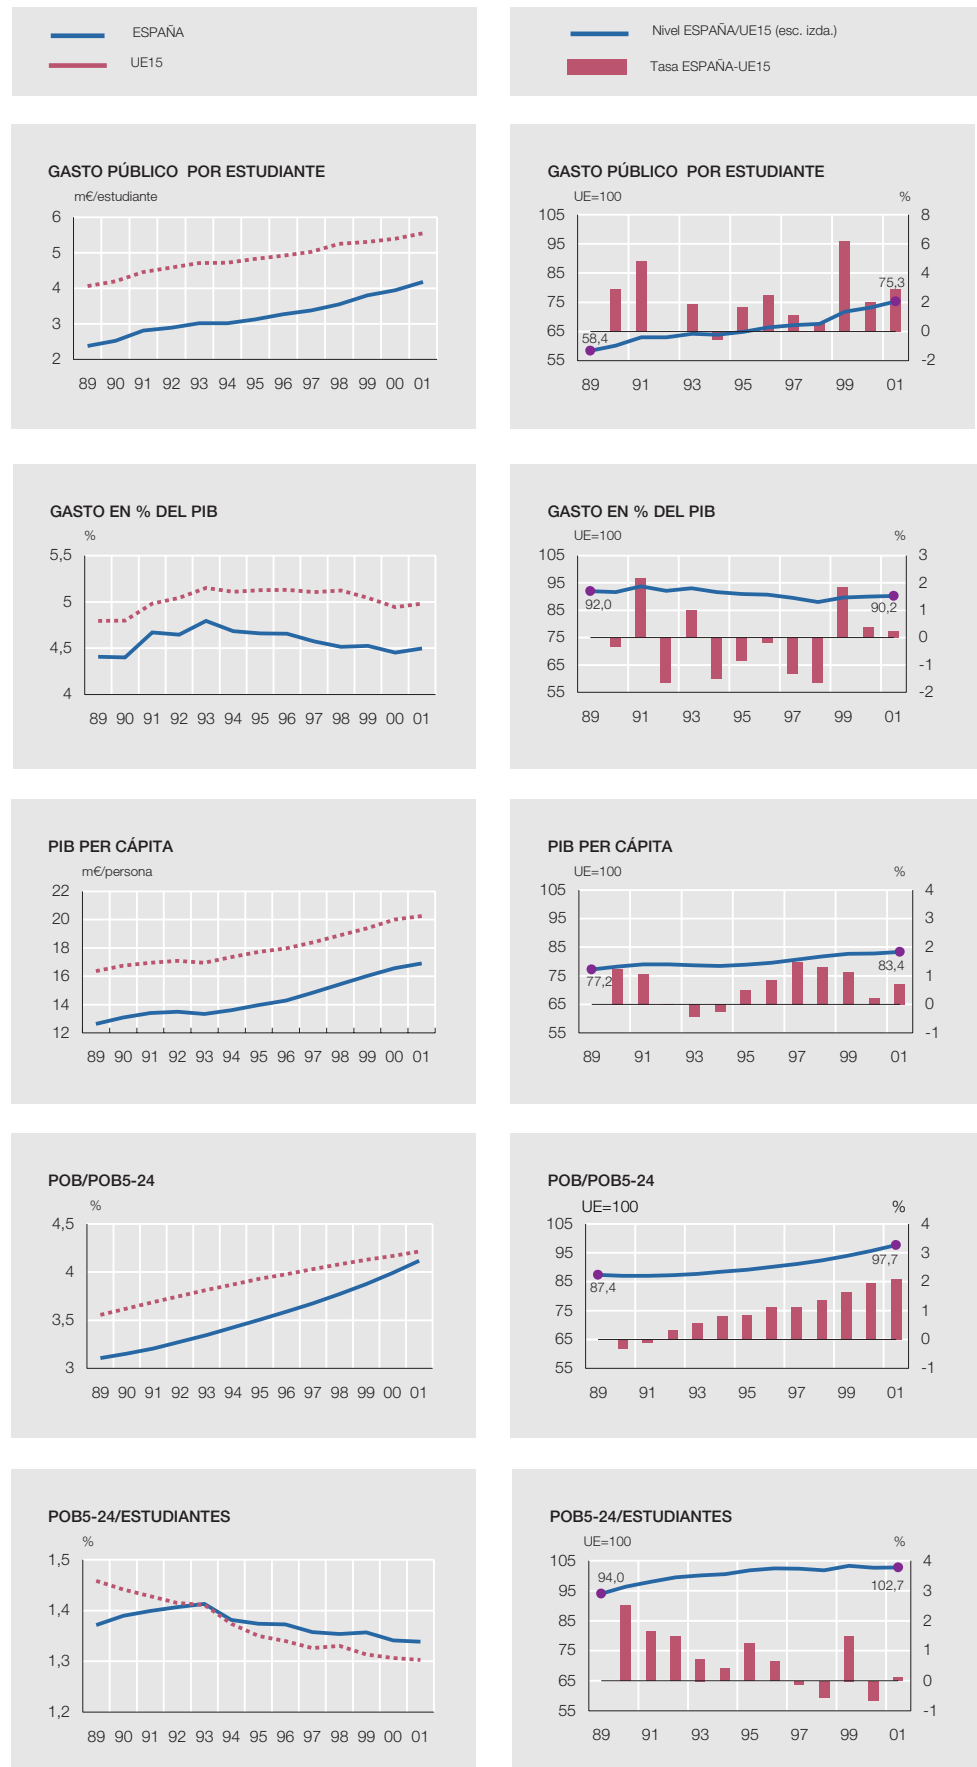 ESPAÑA
UE15
Nivel ESPAÑA/UE15 (esc. izda.)
Tasa ESPAÑA-UE15
GASTO PÚBLICO POR ESTUDIANTE
m€/estudiante
6
5
4
3
2
89 90 91 92 93 94 95 96 97 98 99 00 01
GASTO PÚBLICO POR ESTUDIANTE
UE=100 %
105 8
95 6
85 4
75 2
65 0
55 -2
75,3
58,4
89 91 93 95 97 99 01
GASTO EN % DEL PIB
%
5,5
5
4,5
4
89 90 91 92 93 94 95 96 97 98 99 00 01
GASTO EN % DEL PIB
UE=100 %
105 3
95 2
85 1
75 0
65 -1
55 -2
92,0
90,2
89 91 93 95 97 99 01
PIB PER CÁPITA
m€/persona
22
20
18
16
14
12
89 90 91 92 93 94 95 96 97 98 99 00 01
PIB PER CÁPITA
UE=100 %
105 4
95 3
85 2
75 1
65 0
55 -1
83,4
77,2
89 91 93 95 97 99 01
POB/POB5-24
%
4,5
4
3,5
3
89 90 91 92 93 94 95 96 97 98 99 00 01
POB/POB5-24
UE=100 %
105 4
95 3
85 2
75 1
65 0
55 -1
97,7
87,4
89 91 93 95 97 99 01
POB5-24/ESTUDIANTES
%
1,5
1,4
1,3
1,2
89 90 91 92 93 94 95 96 97 98 99 00 01
POB5-24/ESTUDIANTES
UE=100 %
105 4
95 3
85 2
75 1
65 0
55 -1
94,0
102,7
89 91 93 95 97 99 01